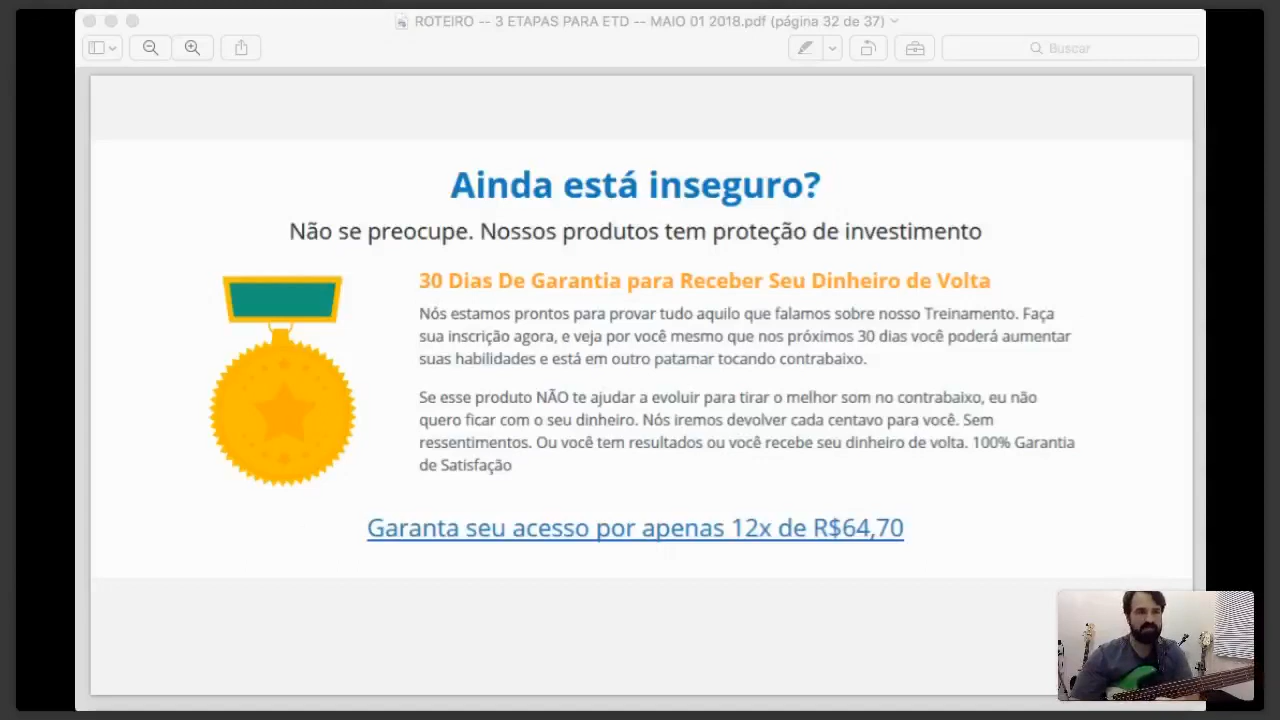 ROTEIRO -- 3 ETAPAS PARA ETD -- MAIO 01 2018.pdf (página 32 de 37)
Buscar
Ainda está inseguro?
Não se preocupe. Nossos produtos tem proteção de investimento
30 Dias De Garantia para Receber Seu Dinheiro de Volta
Nós estamos prontos para provar tudo aquilo que falamos sobre nosso Treinamento. Faça
sua inscrição agora, e veja por você mesmo que nos próximos 30 dias você poderá aumentar
suas habilidades e está em outro patamar tocando contrabaixo.
Se esse produto NÃO te ajudar a evoluir para tirar o melhor som no contrabaixo, eu não
quero ficar com o seu dinheiro. Nós iremos devolver cada centavo para você. Sem
ressentimentos. Ou você tem resultados ou você recebe seu dinheiro de volta. 100% Garantia
de Satisfação
Garanta seu acesso por apenas 12x de R$64,70